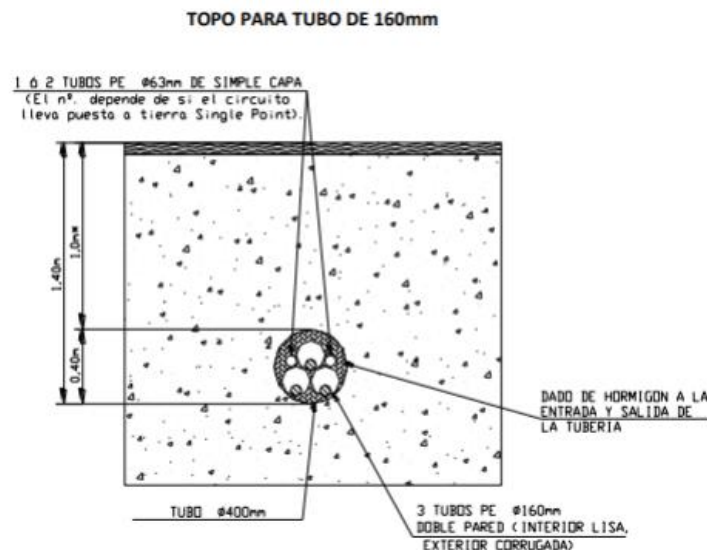 TOPO PARA TUBO DE 160mm
1 ó 2 TUBOS PE Ø63mm DE SIMPLE CAPA
(El nº. depende de si el circuito
lleva puesta a tierra Single Point).
1,40m
1,0m*
0,40m
DADO DE HORMIGON A LA
ENTRADA Y SALIDA DE
LA TUBERIA
TUBO Ø400mm
3 TUBOS PE Ø160mm
DOBLE PARED (INTERIOR LISA,
EXTERIOR CORRUGADA)